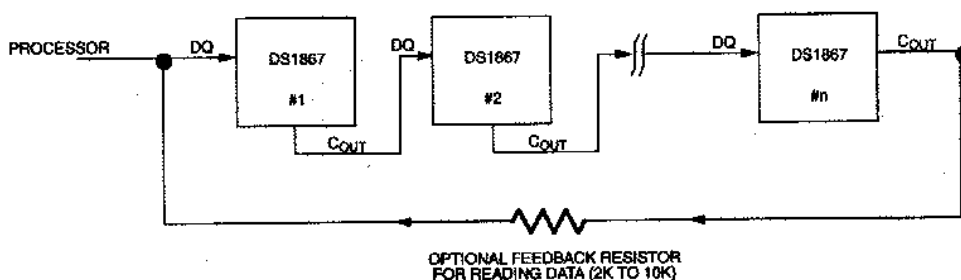 PROCESSOR
DQ
DS1867
#1
COUT
DQ
DS1867
#2
COUT
DQ
DS1867
#n
COUT
OPTIONAL FEEDBACK RESISTOR
FOR READING DATA (2K TO 10K)